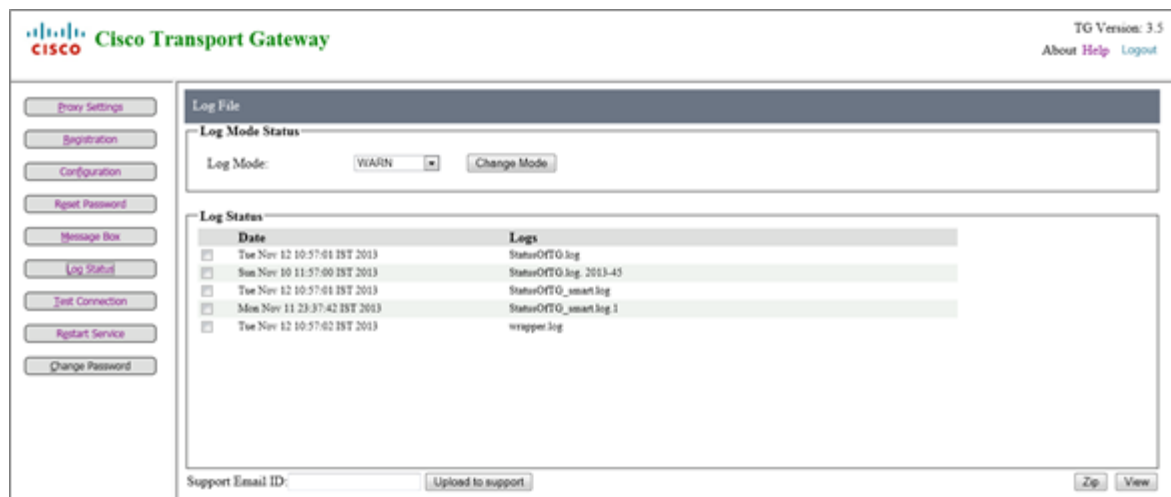 CISCO
Cisco Transport Gateway
TG Version: 3.5
About Help Logout
Proxy Settings
Registration
Configuration
Reset Password
Message Box
Log Status
Test Connection
Restart Service
Change Password
Log File
Log Mode Status
Log Mode: WARN Change Mode
Log Status
Date Logs
Tue Nov 12 10:57:01 IST 2013 StatusOfTG.log
Sun Nov 10 11:57:00 IST 2013 StatusOfTG.log. 2013-45
Tue Nov 12 10:57:01 IST 2013 StatusOfTG_smart.log
Mon Nov 11 23:37:42 IST 2013 StatusOfTG_smart.log.1
Tue Nov 12 10:57:02 IST 2013 wrapper.log
Support Email ID: Upload to support Zip View